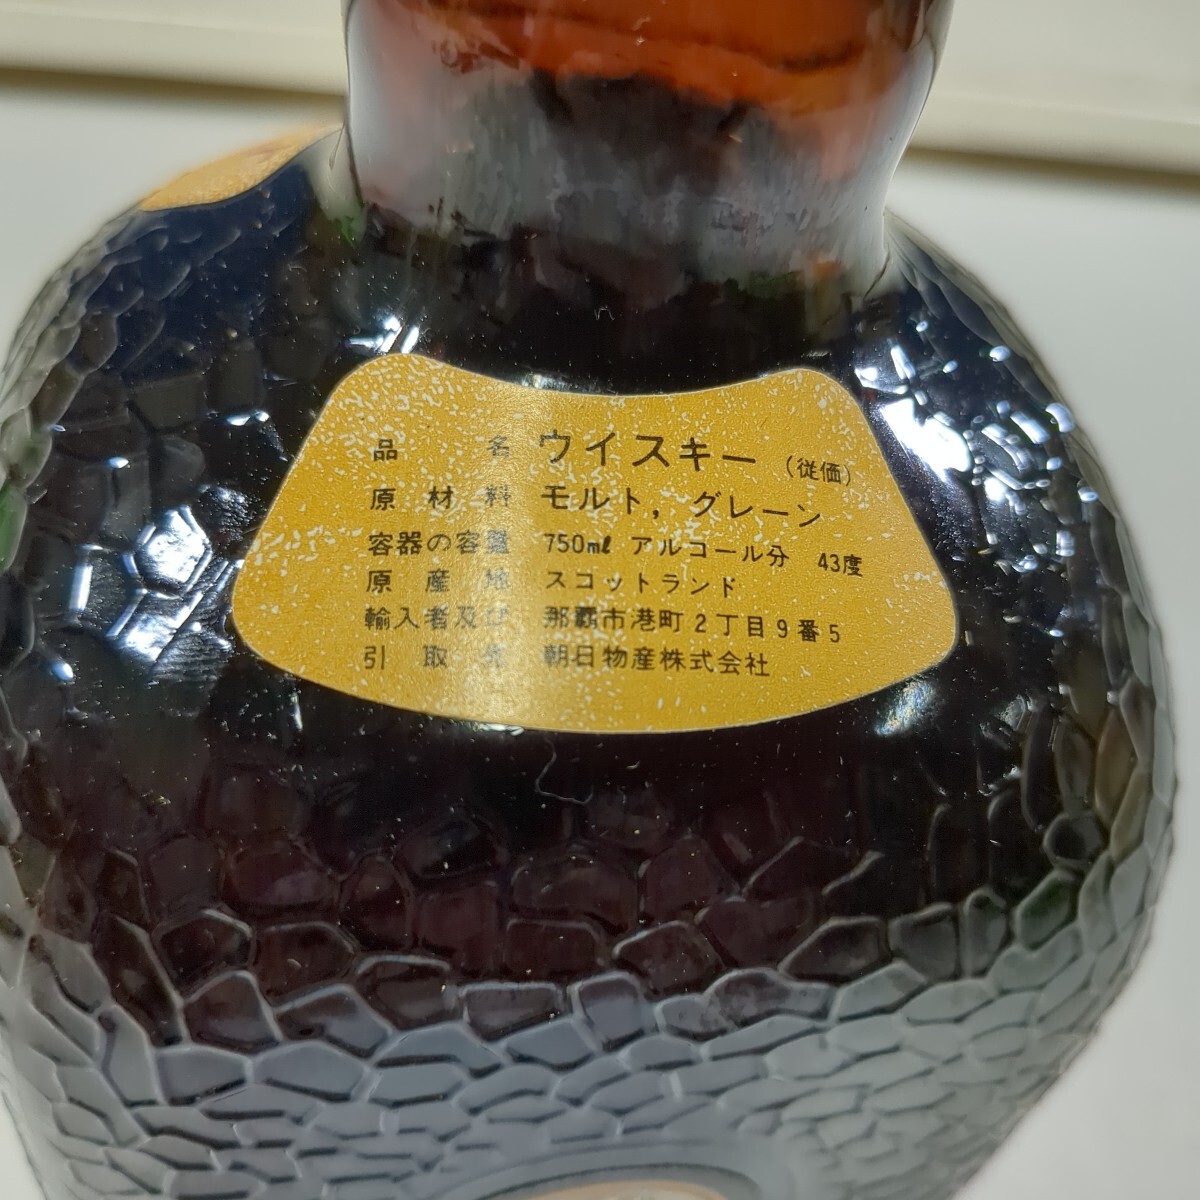 品名 ウイスキー (従価)
原材料 モルト, グレーン
容器の容量 750mℓ アルコール分 43度
原産地 スコットランド
輸入者及び 那覇市港町2丁目9番5
引取先 朝日物産株式会社